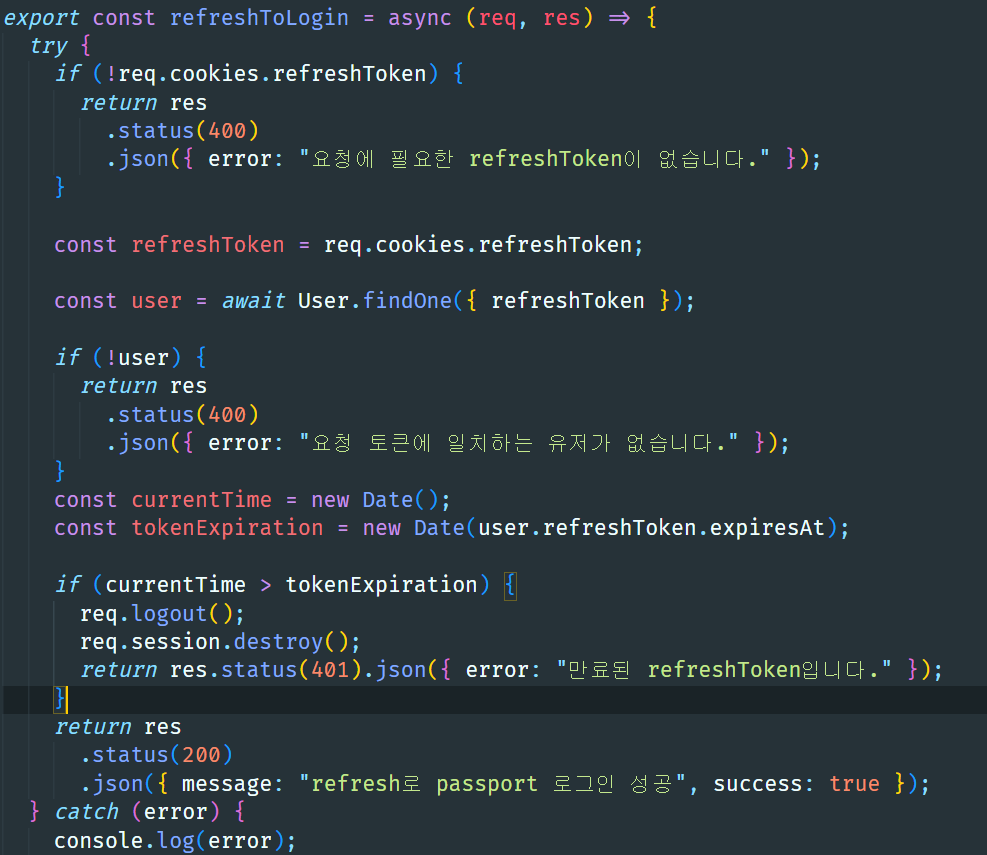 export const refreshToLogin = async (req, res) => {
  try {
    if (!req.cookies.refreshToken) {
      return res
        .status(400)
        .json({ error: "요청에 필요한 refreshToken이 없습니다." });
    }

    const refreshToken = req.cookies.refreshToken;

    const user = await User.findOne({ refreshToken });

    if (!user) {
      return res
        .status(400)
        .json({ error: "요청 토큰에 일치하는 유저가 없습니다." });
    }
    const currentTime = new Date();
    const tokenExpiration = new Date(user.refreshToken.expiresAt);

    if (currentTime > tokenExpiration) {
      req.logout();
      req.session.destroy();
      return res.status(401).json({ error: "만료된 refreshToken입니다." });
    }
    return res
      .status(200)
      .json({ message: "refresh로 passport 로그인 성공", success: true });
  } catch (error) {
    console.log(error);